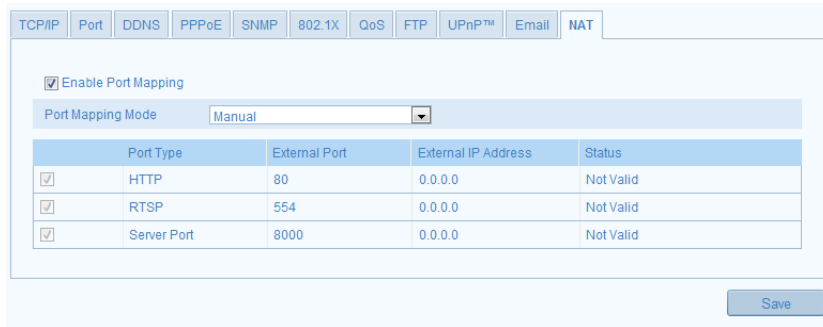 TCP/IP Port DDNS PPPoE SNMP 802.1X QoS FTP UPnP™ Email NAT
Enable Port Mapping
Port Mapping Mode Manual
Port Type External Port External IP Address Status
HTTP 80 0.0.0.0 Not Valid
RTSP 554 0.0.0.0 Not Valid
Server Port 8000 0.0.0.0 Not Valid
Save